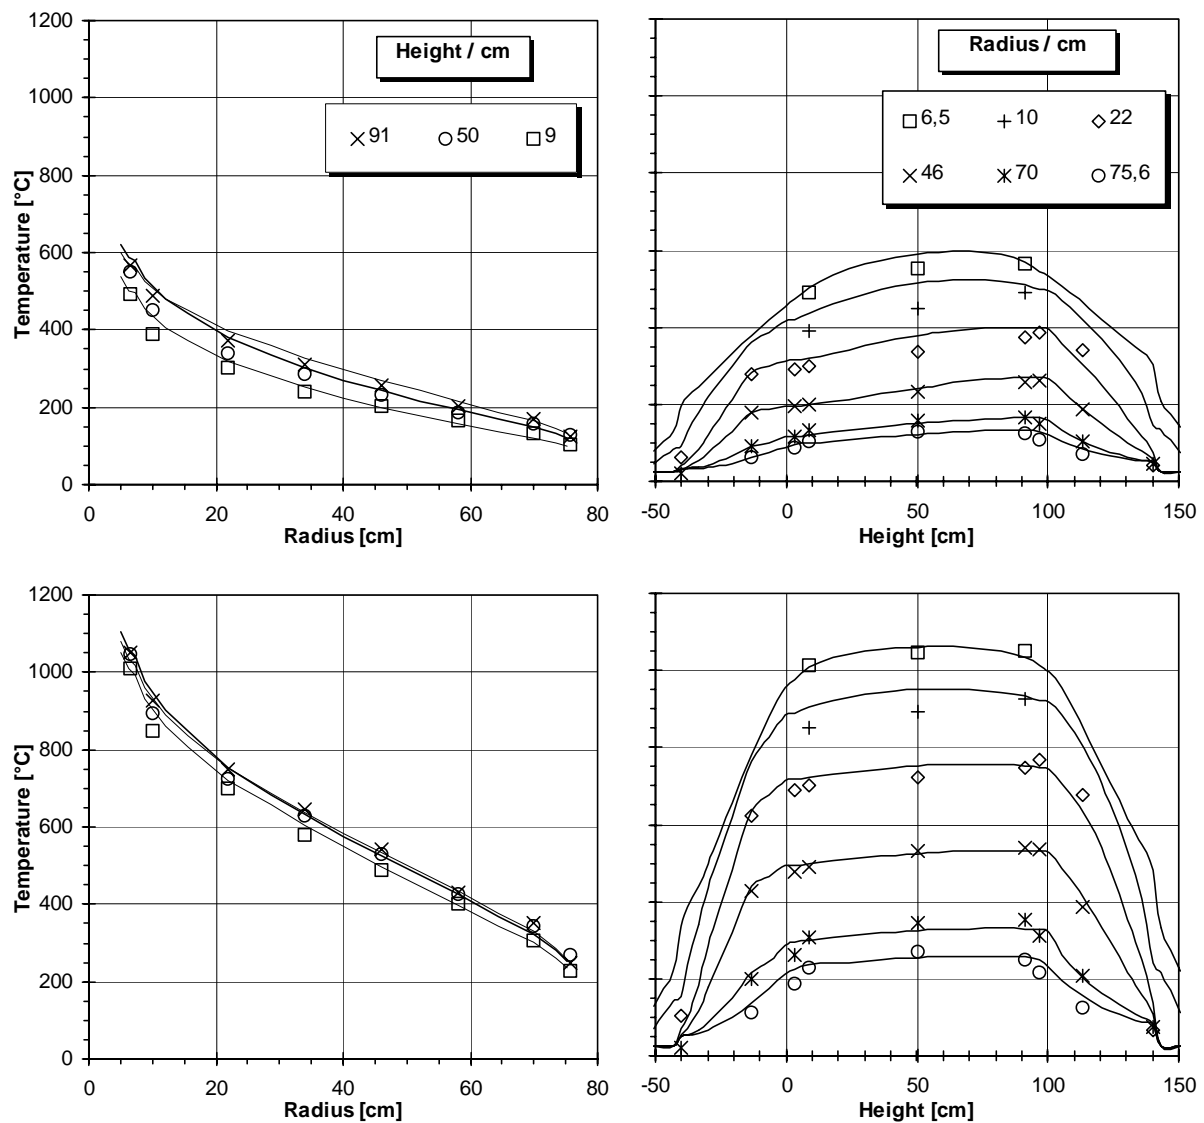 1200
1000
800
600
400
200
0
Temperature [°C]
Height / cm
91 50 9
0 20 40 60 80
Radius [cm]
Radius / cm
6,5 10 22
46 70 75,6
-50 0 50 100 150
Height [cm]
1200
1000
800
600
400
200
0
Temperature [°C]
0 20 40 60 80
Radius [cm]
-50 0 50 100 150
Height [cm]